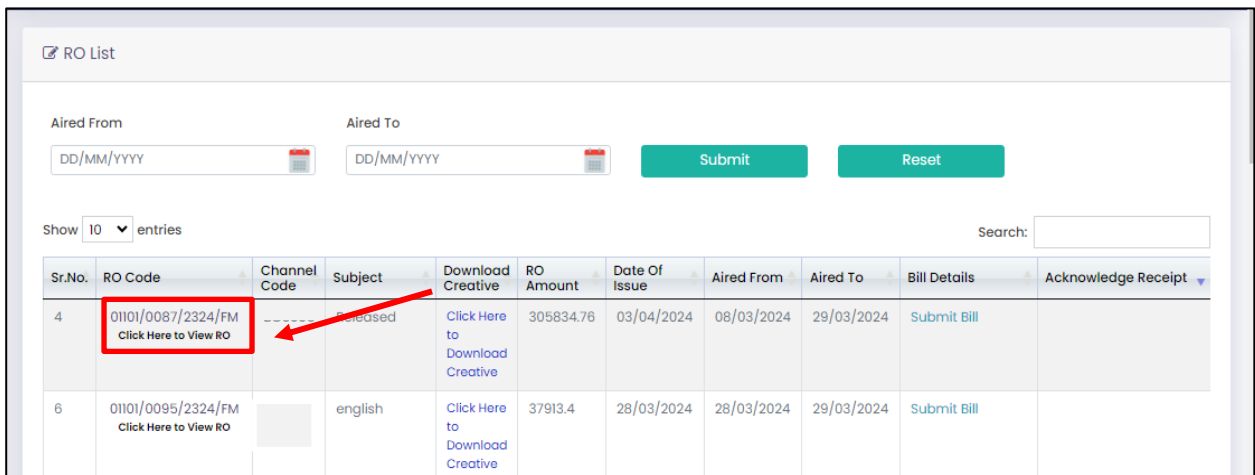 RO List
Aired From Aired To
DD/MM/YYYY DD/MM/YYYY Submit Reset
Show 10 entries Search:
Sr.No. RO Code Channel Code Subject Download Creative RO Amount Date Of Issue Aired From Aired To Bill Details Acknowledge Receipt
4 01101/0087/2324/FM Released Click Here 305834.76 03/04/2024 08/03/2024 29/03/2024 Submit Bill
Click Here to View RO to
Download
Creative
6 01101/0095/2324/FM english Click Here 37913.4 28/03/2024 28/03/2024 29/03/2024 Submit Bill
Click Here to View RO to
Download
Creative